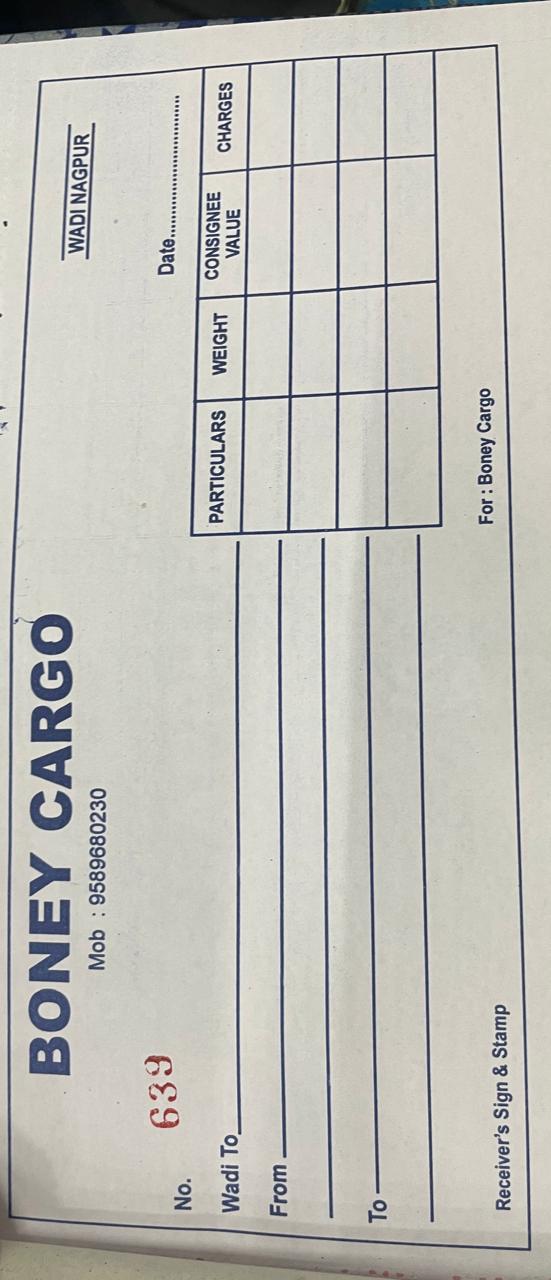 BONEY CARGO
Mob : 9589680230
WADI NAGPUR
No. 639
Date..............................
Wadi To
From
To
PARTICULARS WEIGHT CONSIGNEE VALUE CHARGES
Receiver's Sign & Stamp
For : Boney Cargo